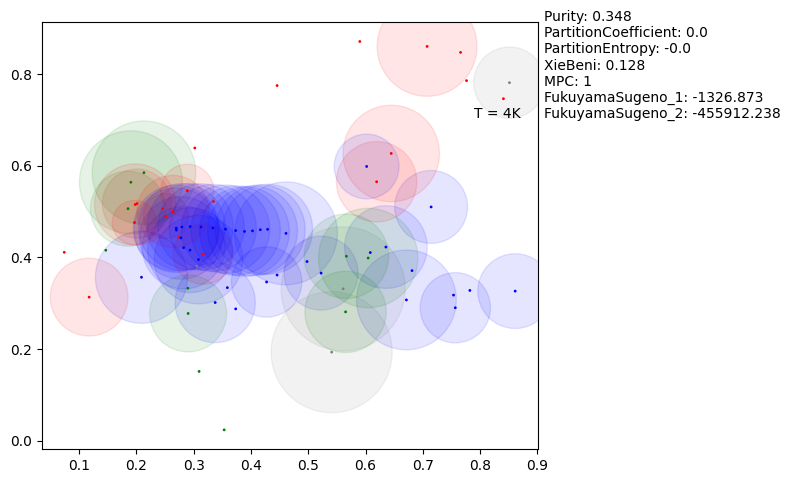 Purity: 0.348
PartitionCoefficient: 0.0
PartitionEntropy: -0.0
XieBeni: 0.128
MPC: 1
FukuyamaSugeno_1: -1326.873
FukuyamaSugeno_2: -455912.238
T = 4K
0.8
0.6
0.4
0.2
0.0
0.1 0.2 0.3 0.4 0.5 0.6 0.7 0.8 0.9